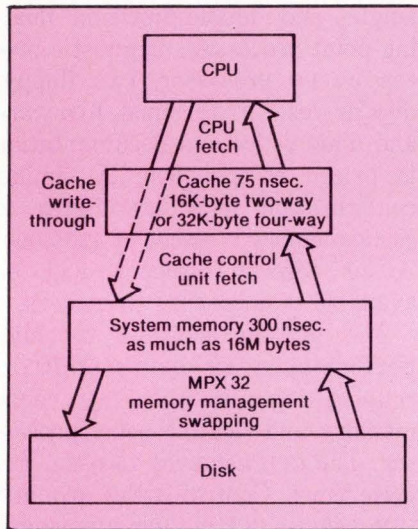 CPU
CPU
fetch
Cache
write-
through
Cache 75 nsec.
16K-byte two-way
or 32K-byte four-way
Cache control
unit fetch
System memory 300 nsec.
as much as 16M bytes
MPX 32
memory management
swapping
Disk